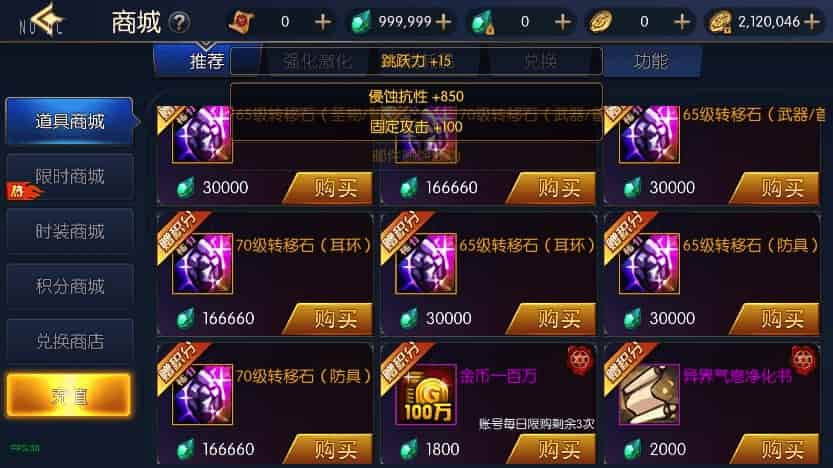 商城 ?
0
999,999
0
0
2,120,046
推荐
强化激化
跳跃力 +15
兑换
功能
侵蚀抗性 +850
固定攻击 +100
道具商城
限时商城
热
时装商城
积分商城
兑换商店
充值
FPS:30
70级转移石（武器/首
65级转移石（武器/首
30000
购买
166660
购买
30000
购买
赠积分
70级转移石（耳环）
赠积分
65级转移石（耳环）
赠积分
65级转移石（防具）
166660
购买
30000
购买
30000
购买
赠积分
70级转移石（防具）
赠积分
金币一百万
100万
账号每日限购剩余3次
赠积分
异界气息净化书
166660
购买
1800
购买
2000
购买